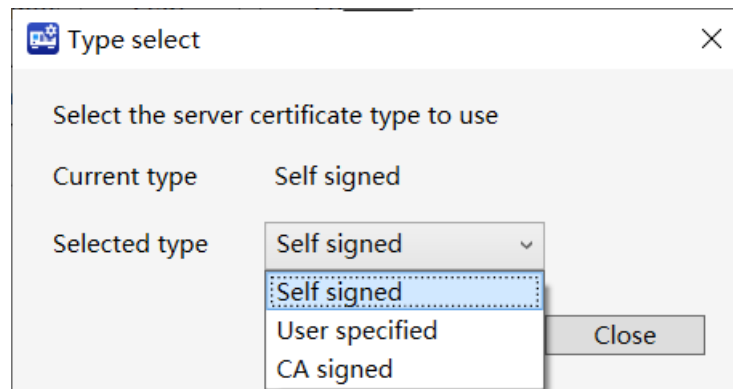 Type select
Select the server certificate type to use
Current type Self signed
Selected type Self signed
Self signed
User specified
Close
CA signed